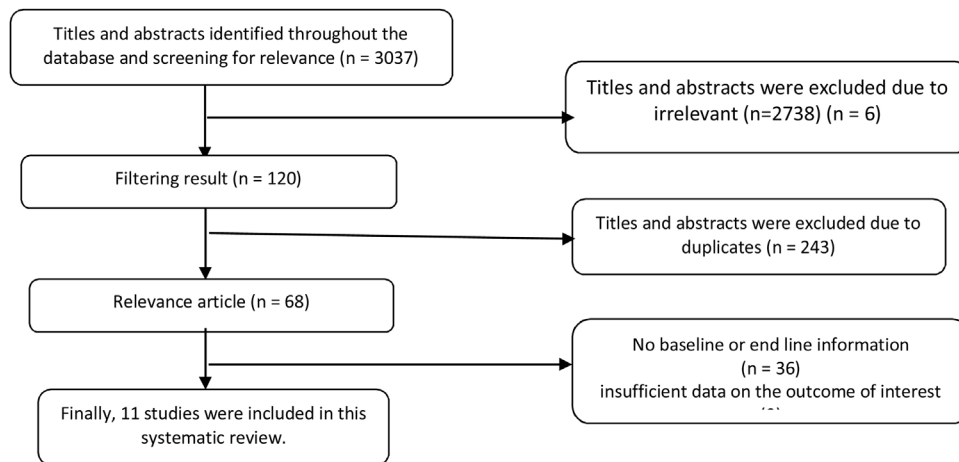 Titles and abstracts identified throughout the
database and screening for relevance (n = 3037)
Titles and abstracts were excluded due to
irrelevant (n=2738) (n = 6)
Filtering result (n = 120)
Titles and abstracts were excluded due to
duplicates (n = 243)
Relevance article (n = 68)
No baseline or end line information
(n = 36)
insufficient data on the outcome of interest
Finally, 11 studies were included in this
systematic review.